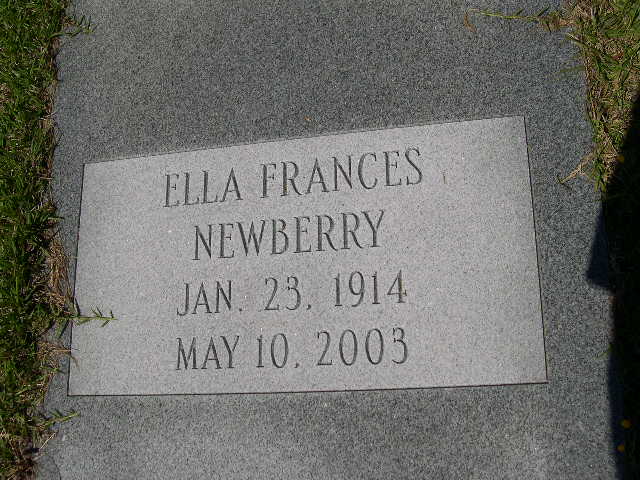 ELLA FRANCES
NEWBERRY
JAN. 23, 1914
MAY 10, 2003